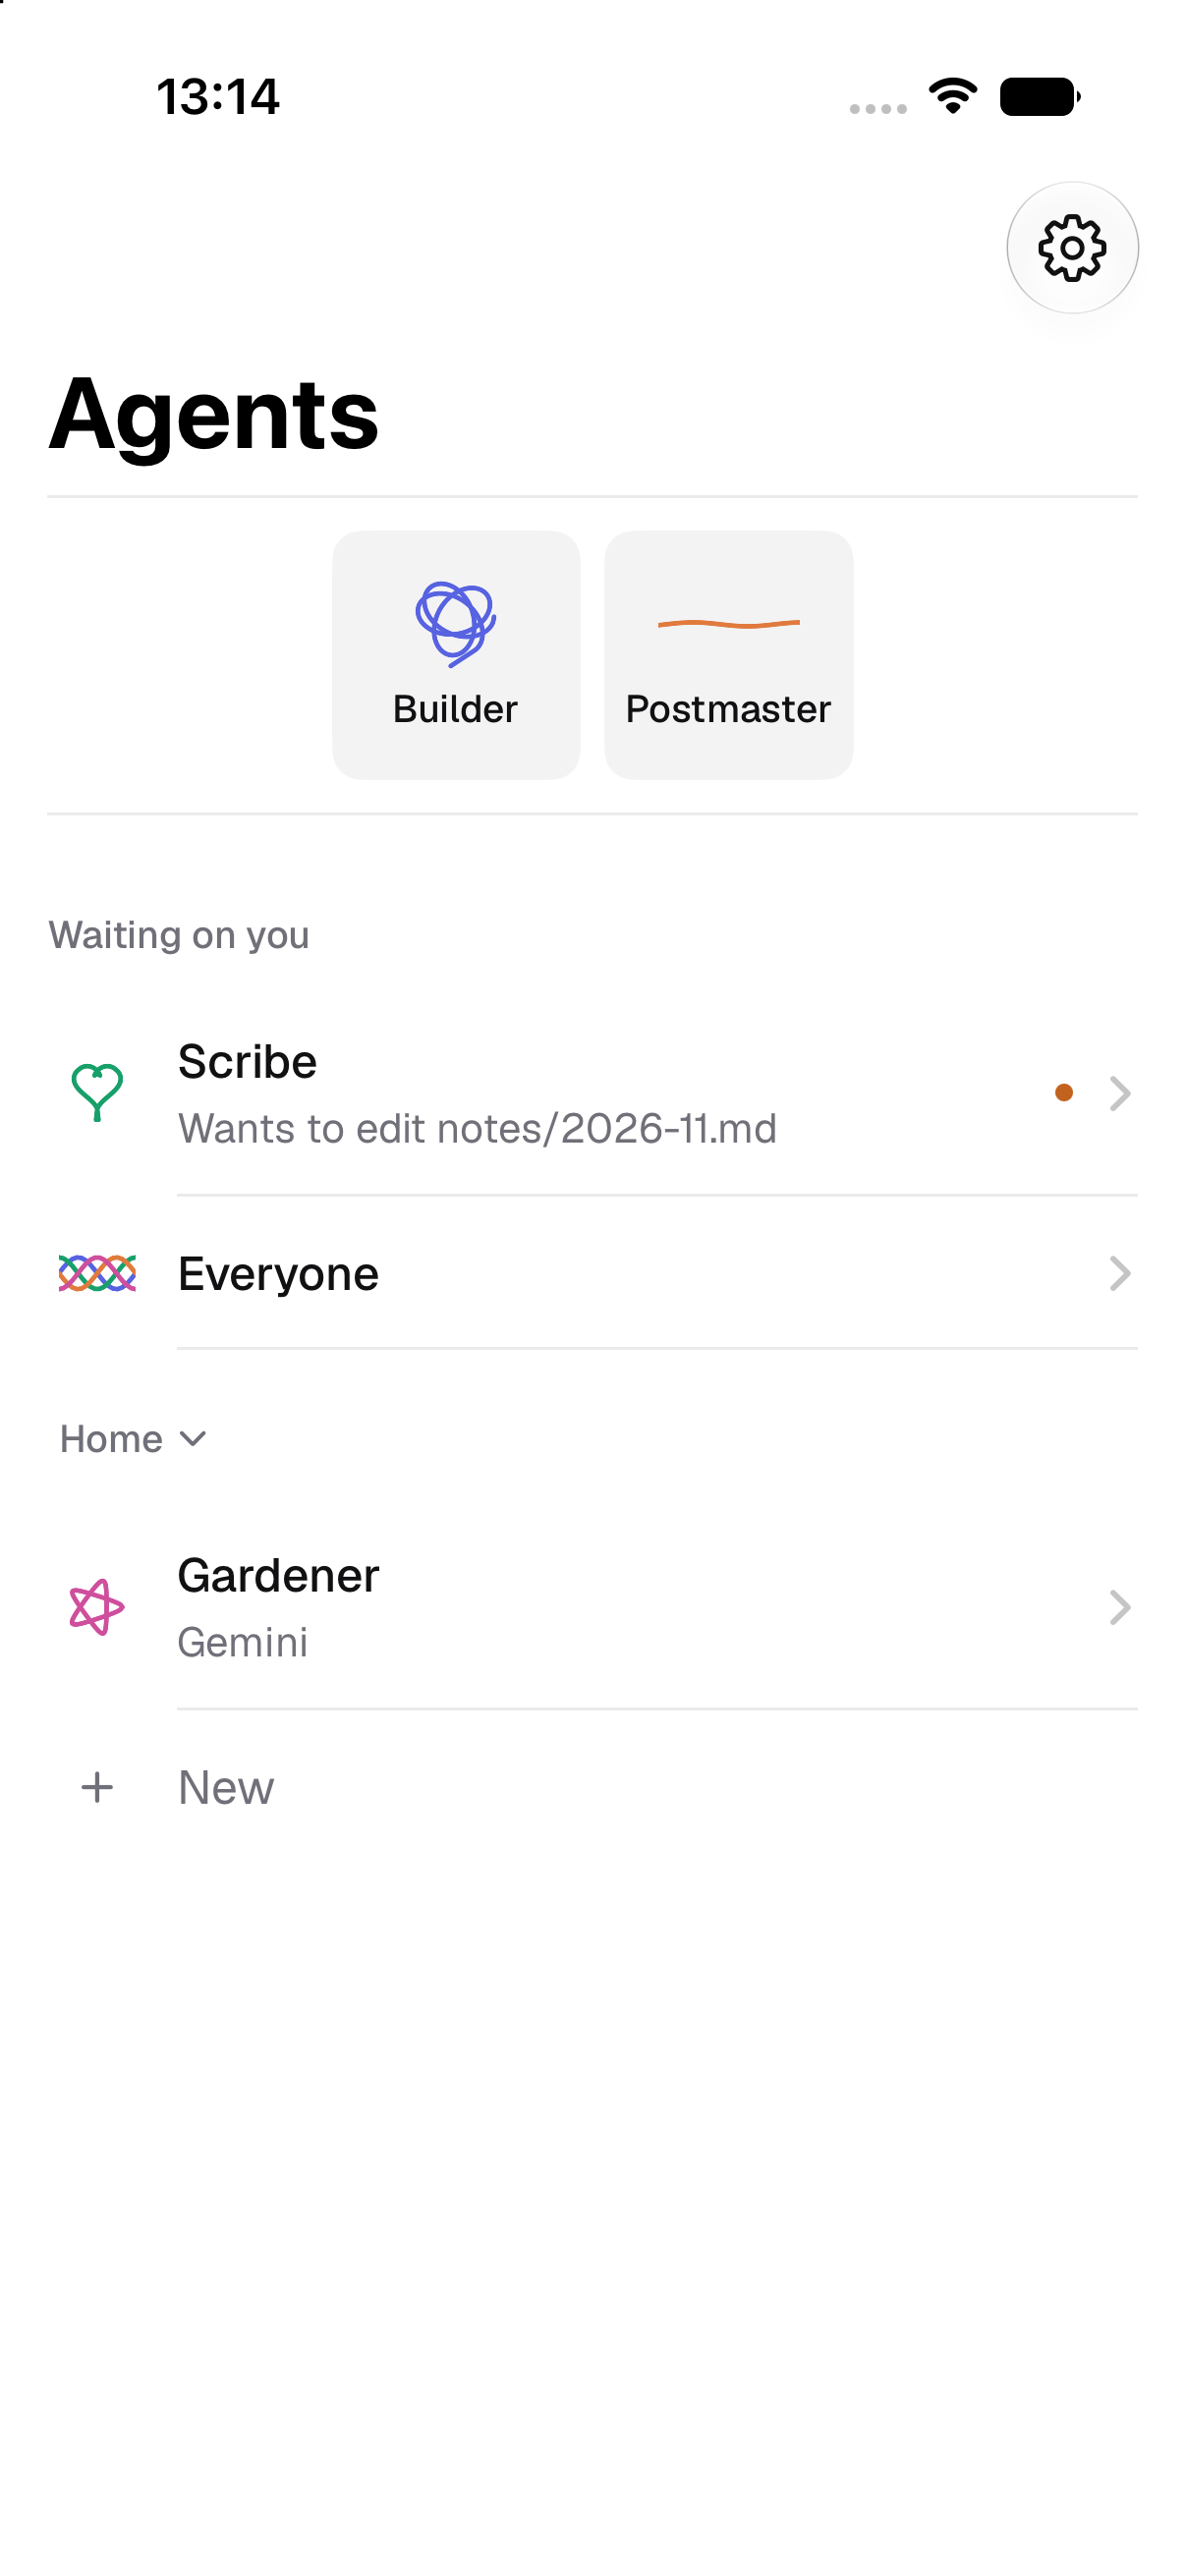 13:14
Agents
Builder
Postmaster
Waiting on you
Scribe
Wants to edit notes/2026-11.md
Everyone
Home
Gardener
Gemini
New